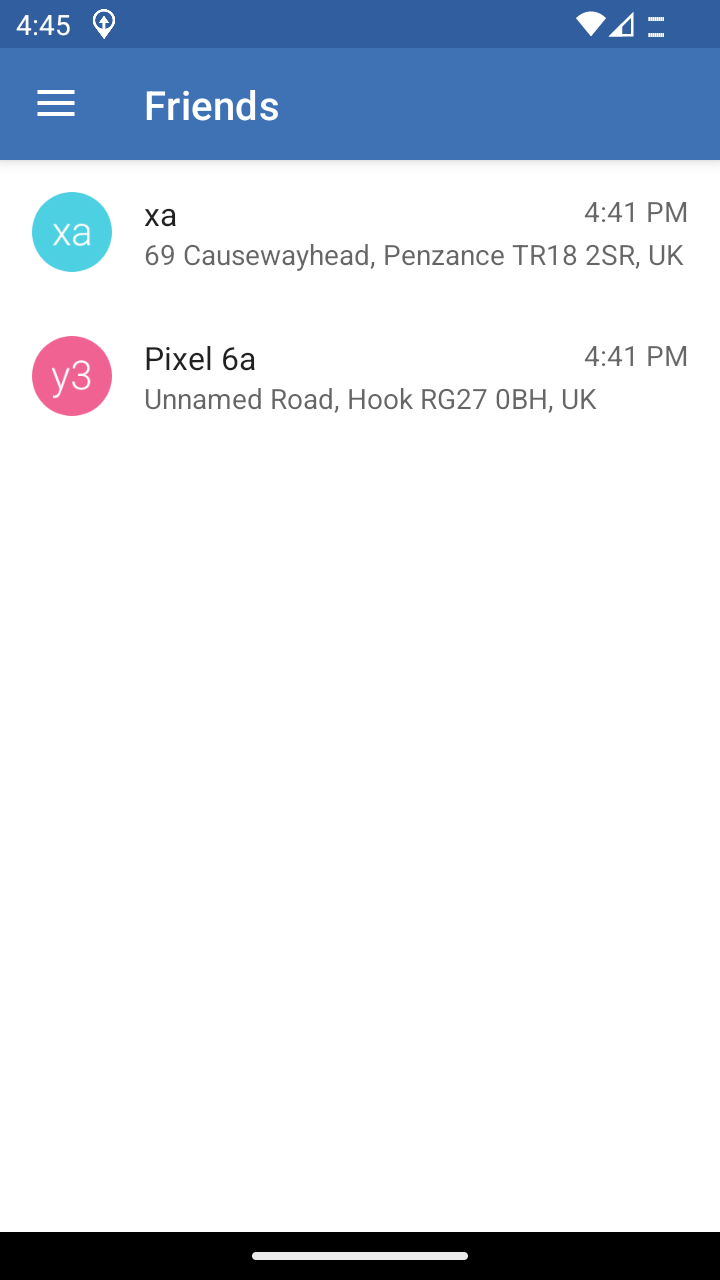 4:45
Friends
xa
xa
4:41 PM
69 Causewayhead, Penzance TR18 2SR, UK
y3
Pixel 6a
4:41 PM
Unnamed Road, Hook RG27 0BH, UK